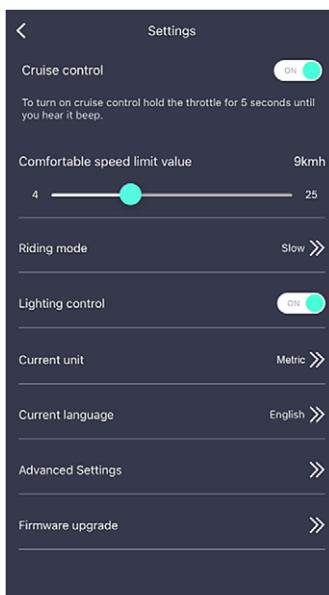 Settings
Cruise control ON
To turn on cruise control hold the throttle for 5 seconds until
you hear it beep.
Comfortable speed limit value 9kmh
4 25
Riding mode Slow
Lighting control ON
Current unit Metric
Current language English
Advanced Settings
Firmware upgrade